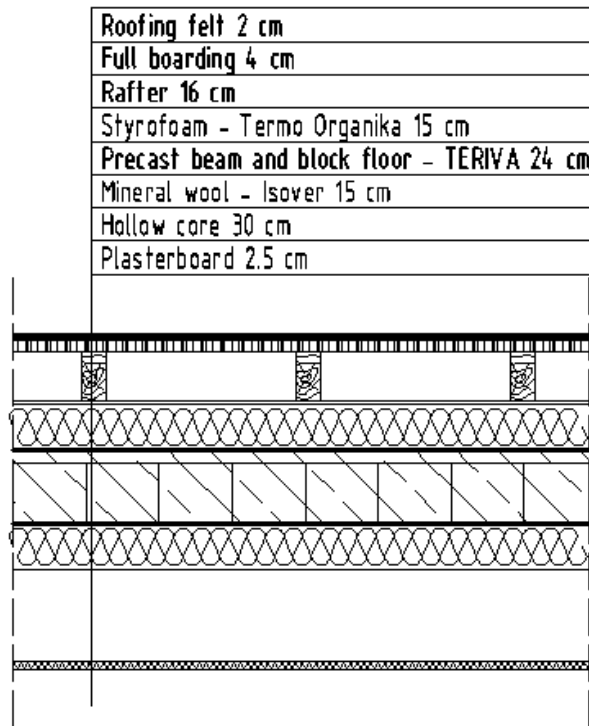 Roofing felt 2 cm
Full boarding 4 cm
Rafter 16 cm
Styrofoam - Termo Organika 15 cm
Precast beam and block floor - TERIVA 24 cm
Mineral wool - Isover 15 cm
Hollow core 30 cm
Plasterboard 2.5 cm